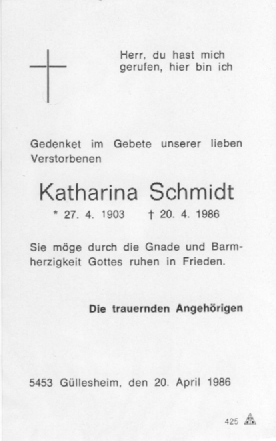 Herr, du hast mich
gerufen, hier bin ich
Gedenket im Gebete unserer lieben
Verstorbenen
Katharina Schmidt
* 27. 4. 1903 † 20. 4. 1986
Sie möge durch die Gnade und Barm-
herzigkeit Gottes ruhen in Frieden.
Die trauernden Angehörigen
5453 Güllesheim, den 20. April 1986
425